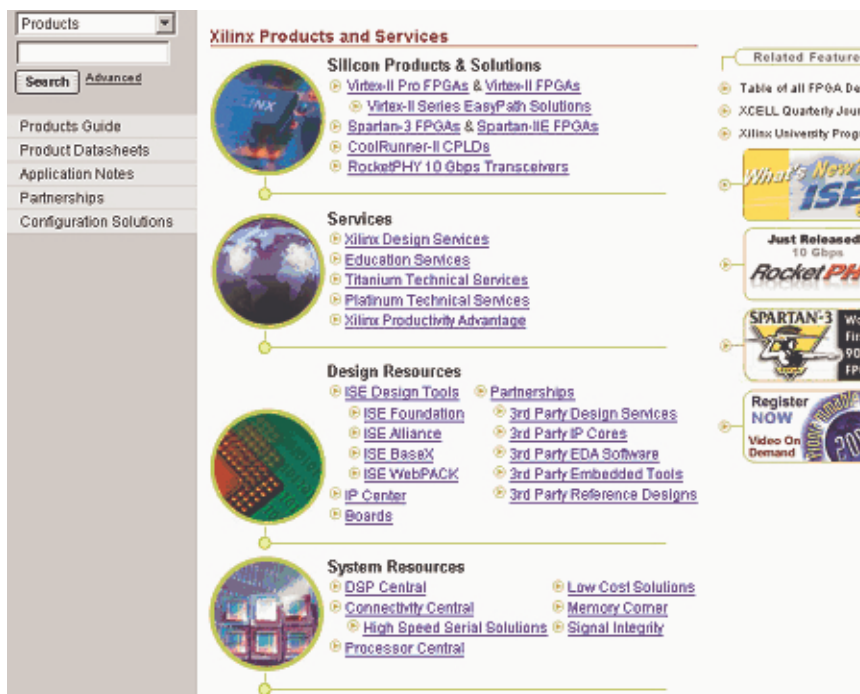 Products
Search Advanced
Products Guide
Product Datasheets
Application Notes
Partnerships
Configuration Solutions
Xilinx Products and Services
Silicon Products & Solutions
Virtex-II Pro FPGAs & Virtex-II FPGAs
Virtex-II Series EasyPath Solutions
Spartan-3 FPGAs & Spartan-IIE FPGAs
CoolRunner-II CPLDs
RocketPHY 10 Gbps Transceivers
Services
Xilinx Design Services
Education Services
Titanium Technical Services
Platinum Technical Services
Xilinx Productivity Advantage
Design Resources
ISE Design Tools
ISE Foundation
ISE Alliance
ISE BaseX
ISE WebPACK
IP Center
Boards
Partnerships
3rd Party Design Services
3rd Party IP Cores
3rd Party EDA Software
3rd Party Embedded Tools
3rd Party Reference Designs
System Resources
DSP Central
Connectivity Central
High Speed Serial Solutions
Processor Central
Low Cost Solutions
Memory Corner
Signal Integrity
Related Feature
Table of all FPGA De
XCELL Quarterly Jour
Xilinx University Prog
What's New
ISE
Just Released
10 Gbps
RocketPH
SPARTAN-3
Register
NOW
Video On
Demand